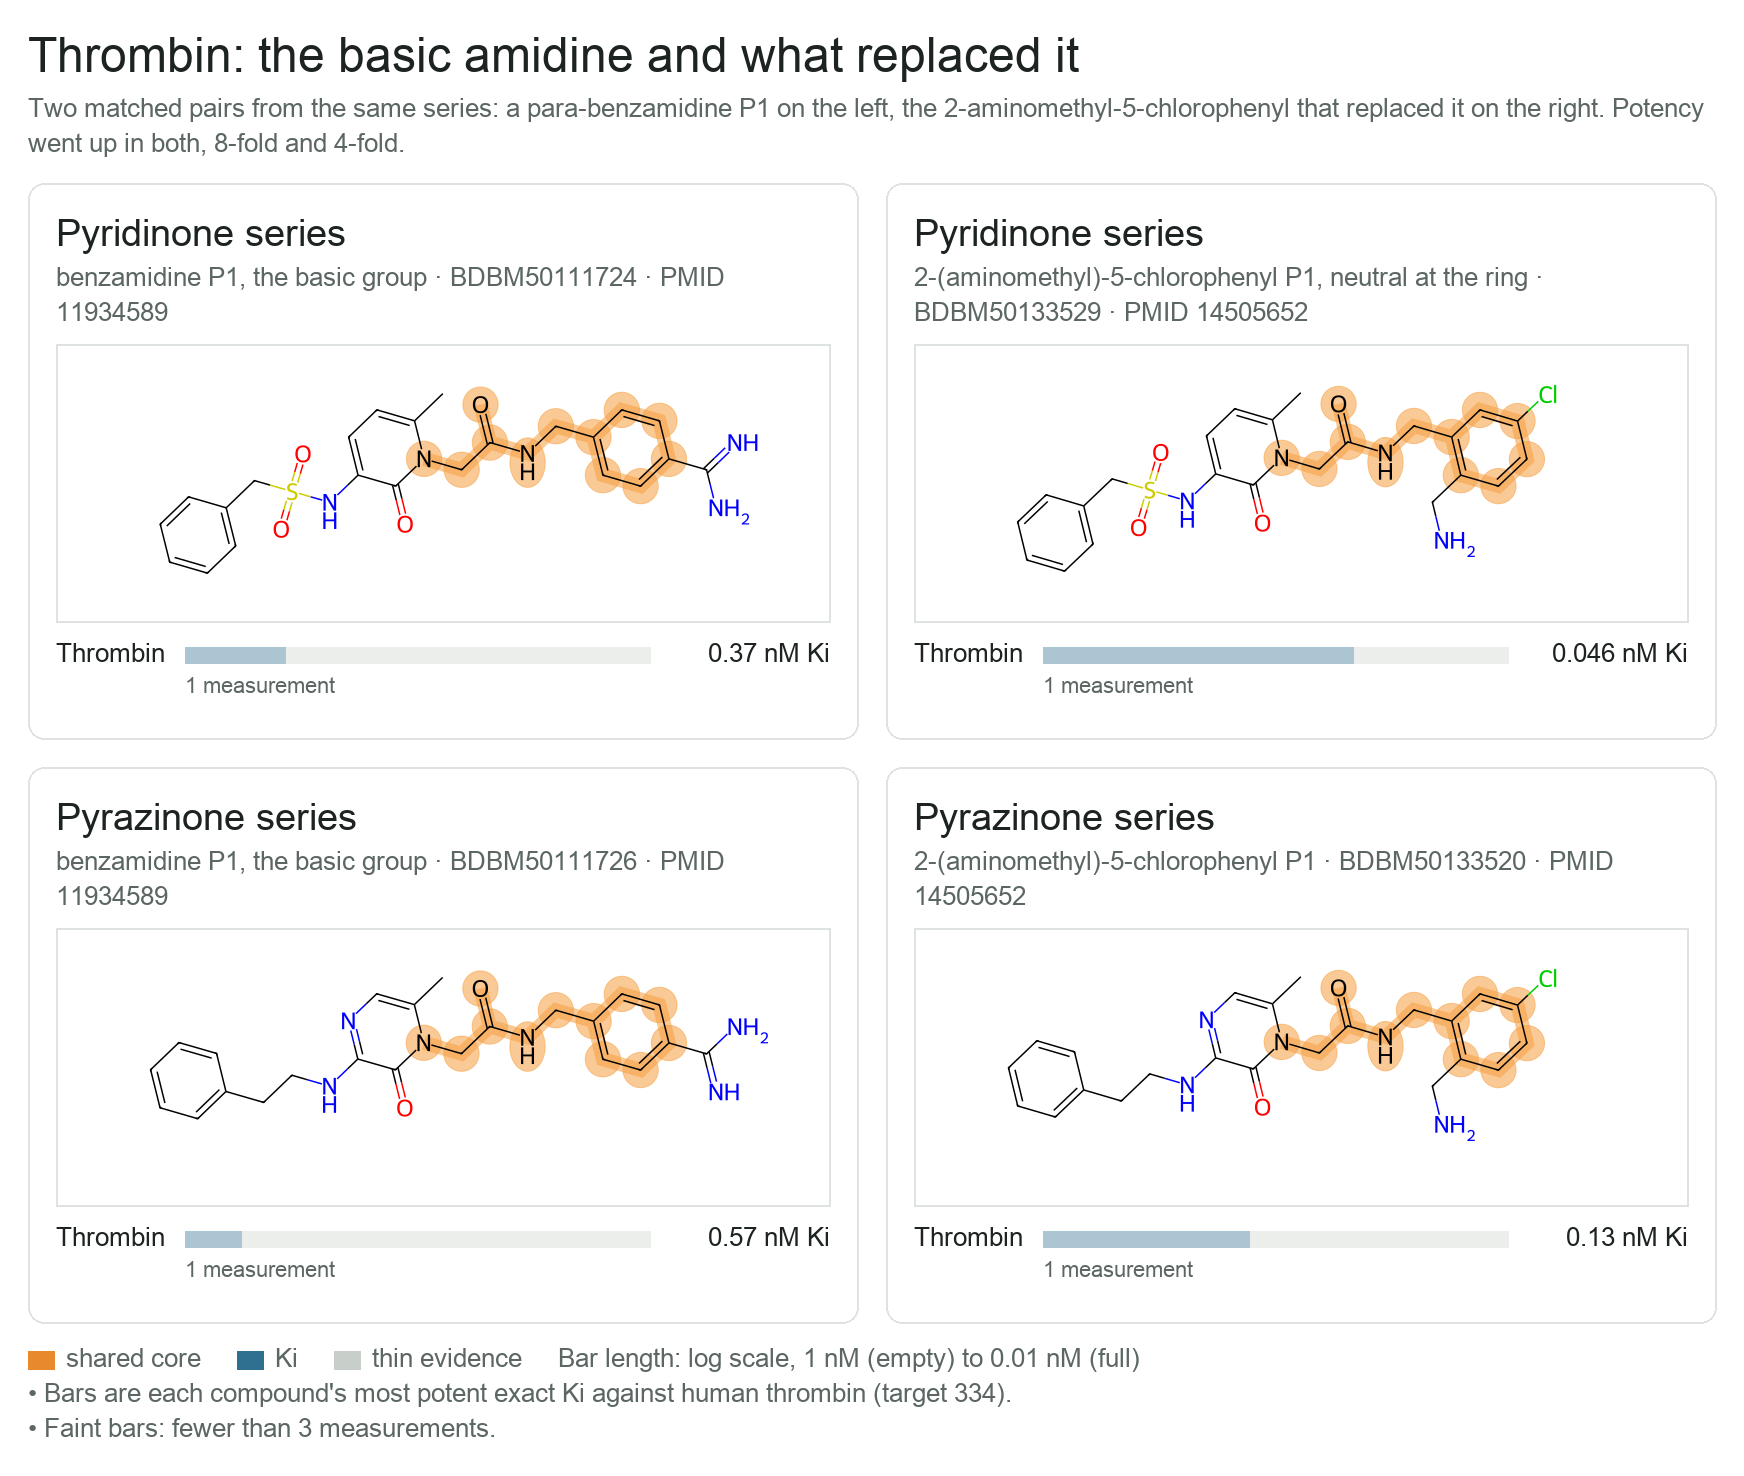 Thrombin: the basic amidine and what replaced it
Two matched pairs from the same series: a para-benzamidine P1 on the left, the 2-aminomethyl-5-chlorophenyl that replaced it on the right. Potency
went up in both, 8-fold and 4-fold.
Pyridinone series
benzamidine P1, the basic group · BDBM50111724 · PMID
11934589
O
N
N
H
NH
NH2
O
S
O
N
H
O
Thrombin
0.37 nM Ki
1 measurement
Pyridinone series
2-(aminomethyl)-5-chlorophenyl P1, neutral at the ring ·
BDBM50133529 · PMID 14505652
Cl
O
N
N
H
O
S
O
N
H
O
NH2
Thrombin
0.046 nM Ki
1 measurement
Pyrazinone series
benzamidine P1, the basic group · BDBM50111726 · PMID
11934589
O
N
N
N
H
NH2
NH
N
H
O
Thrombin
0.57 nM Ki
1 measurement
Pyrazinone series
2-(aminomethyl)-5-chlorophenyl P1 · BDBM50133520 · PMID
14505652
Cl
O
N
N
N
H
N
H
O
NH2
Thrombin
0.13 nM Ki
1 measurement
shared core
Ki
thin evidence
Bar length: log scale, 1 nM (empty) to 0.01 nM (full)
• Bars are each compound's most potent exact Ki against human thrombin (target 334).
• Faint bars: fewer than 3 measurements.